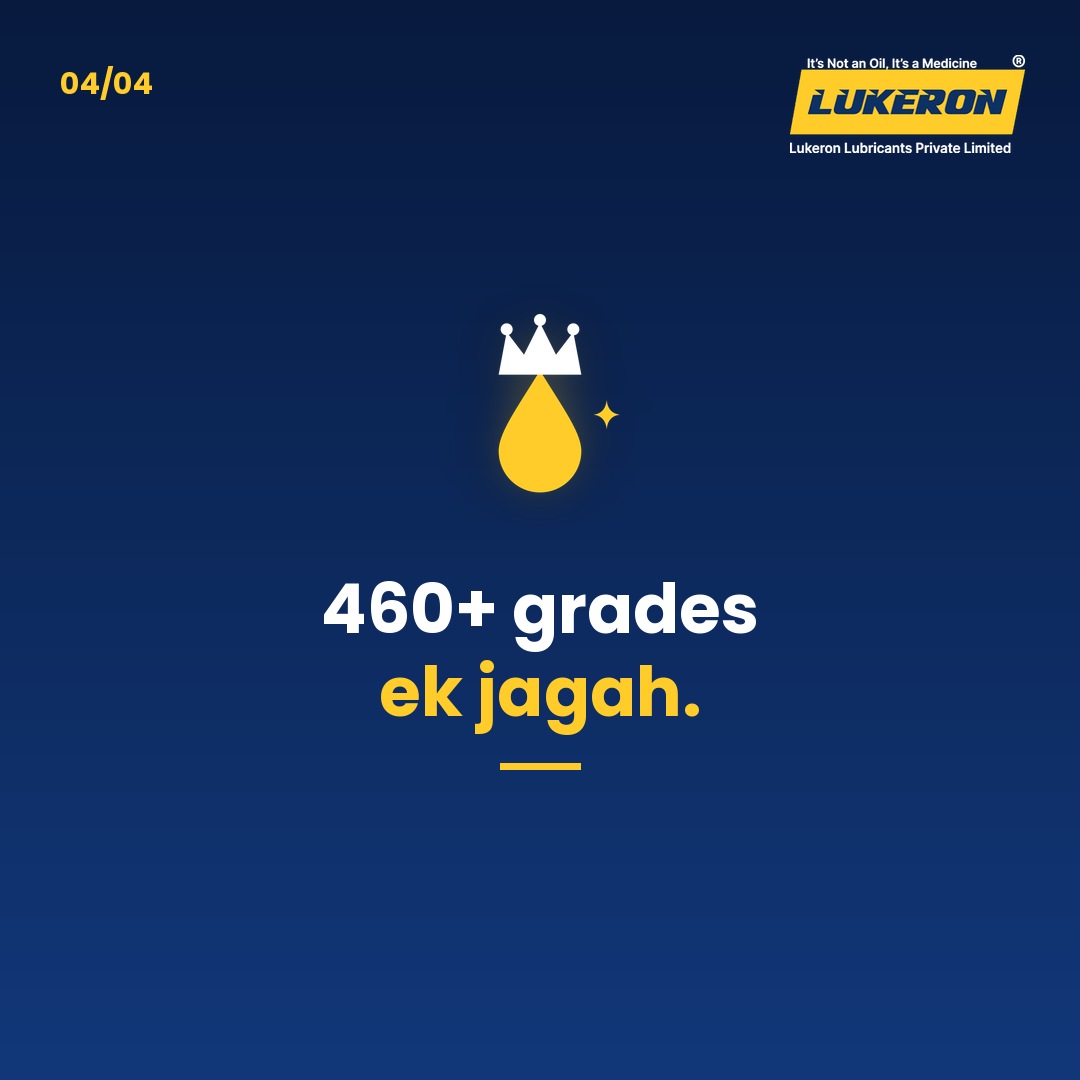 04/04
It's Not an Oil, It's a Medicine
®
LUKERON
Lukeron Lubricants Private Limited
460+ grades
ek jagah.